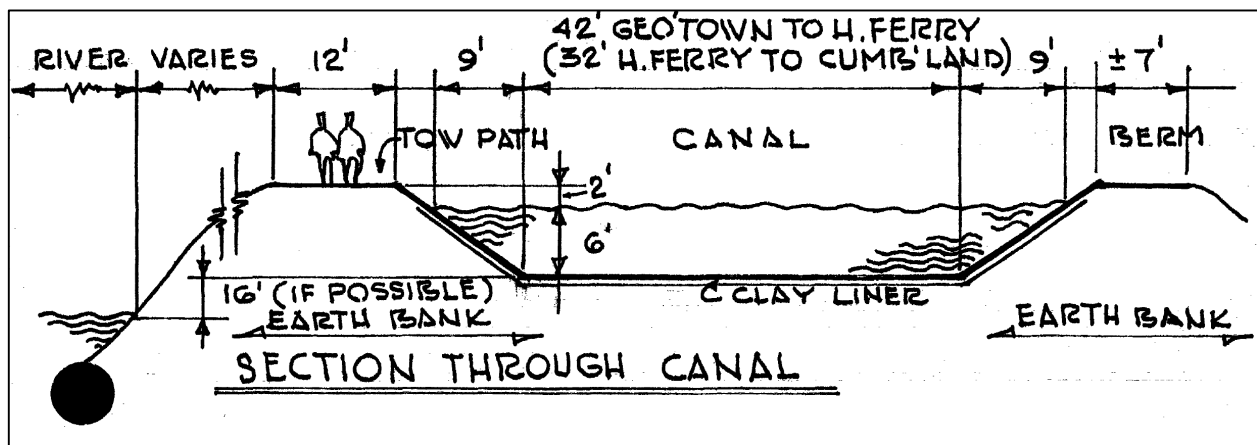 42' GEO'TOWN TO H. FERRY
RIVER VARIES 12' 9' (32' H. FERRY TO CUMB'LAND) 9' ± 7'
TOW PATH CANAL BERM
2'
6'
16' (IF POSSIBLE) CLAY LINER
EARTH BANK EARTH BANK
SECTION THROUGH CANAL